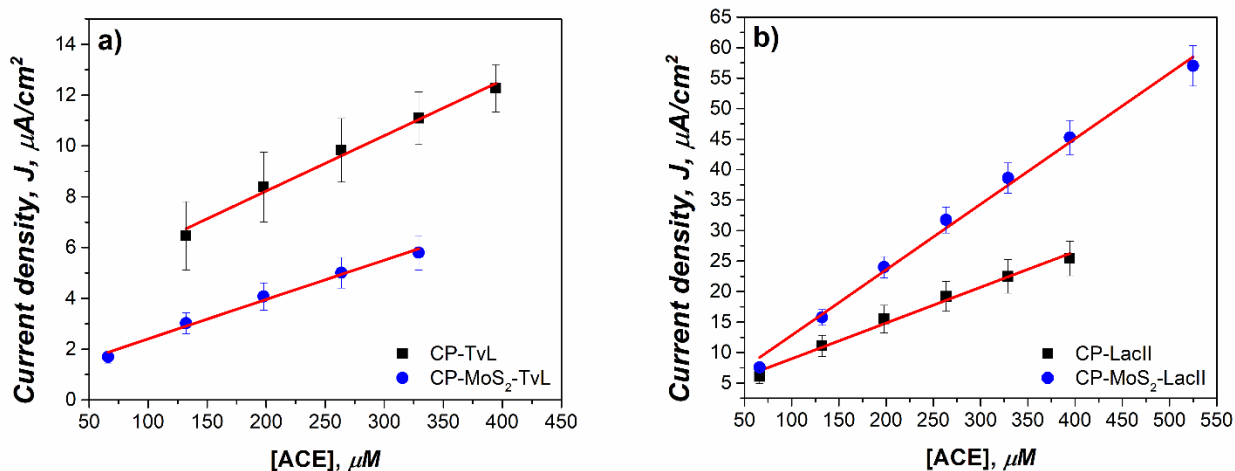 a)
Current density, J, μA/cm²
14
12
10
8
6
4
2
0
50 100 150 200 250 300 350 400 450
[ACE], μM
CP-TvL
CP-MoS₂-TvL
b)
Current density, J, μA/cm²
65
60
55
50
45
40
35
30
25
20
15
10
5
50 100 150 200 250 300 350 400 450 500 550
[ACE], μM
CP-LacII
CP-MoS₂-LacII